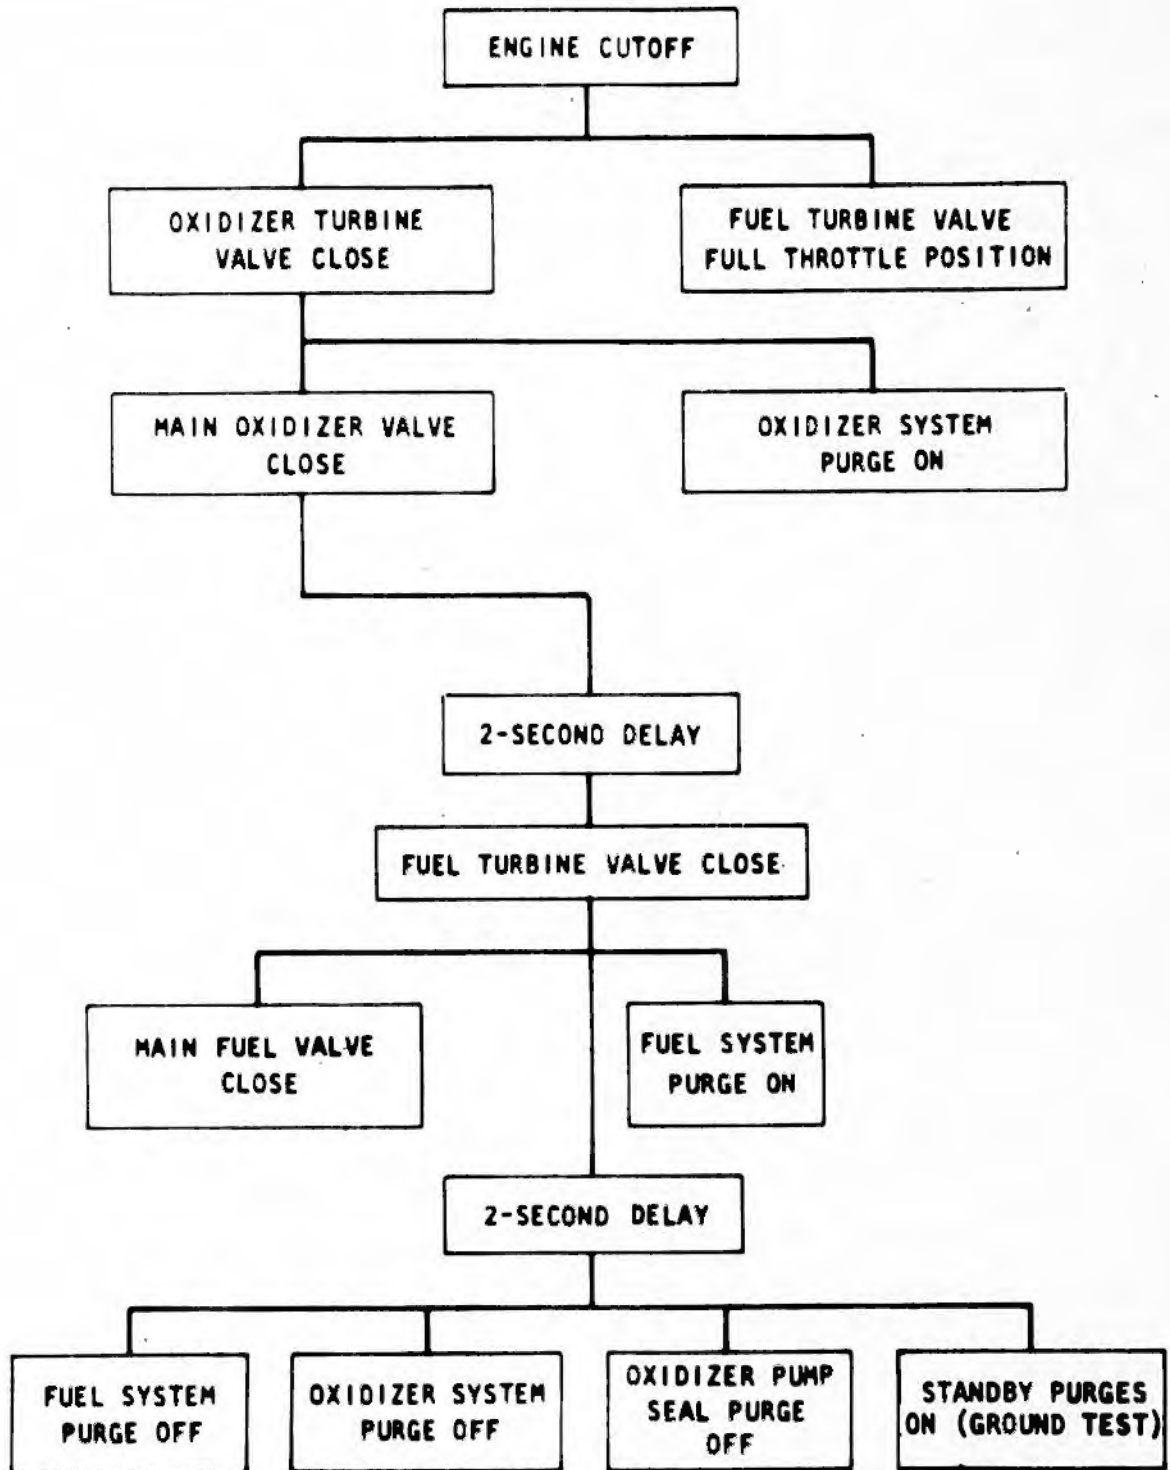 ENGINE CUTOFF
OXIDIZER TURBINE
VALVE CLOSE
FUEL TURBINE VALVE
FULL THROTTLE POSITION
MAIN OXIDIZER VALVE
CLOSE
OXIDIZER SYSTEM
PURGE ON
2-SECOND DELAY
FUEL TURBINE VALVE CLOSE
MAIN FUEL VALVE
CLOSE
FUEL SYSTEM
PURGE ON
2-SECOND DELAY
FUEL SYSTEM
PURGE OFF
OXIDIZER SYSTEM
PURGE OFF
OXIDIZER PUMP
SEAL PURGE
OFF
STANDBY PURGES
ON (GROUND TEST)